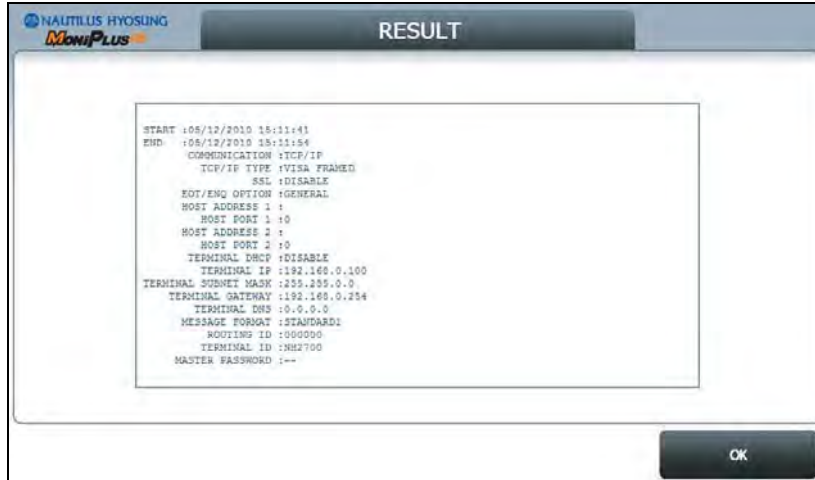 NAUTILUS HYOSUNG
MoniPlus
RESULT
START :05/12/2010 15:11:41
END :05/12/2010 15:11:54
COMMUNICATION :TCP/IP
TCP/IP TYPE :VISA FRAMED
SSL :DISABLE
EOT/ENQ OPTION :GENERAL
HOST ADDRESS 1 :
HOST PORT 1 :0
HOST ADDRESS 2 :
HOST PORT 2 :0
TERMINAL DHCP :DISABLE
TERMINAL IP :192.168.0.100
TERMINAL SUBNET MASK :255.255.0.0
TERMINAL GATEWAY :192.168.0.254
TERMINAL DNS :0.0.0.0
MESSAGE FORMAT :STANDARD1
ROUTING ID :000000
TERMINAL ID :NH2700
MASTER PASSWORD :--
OK